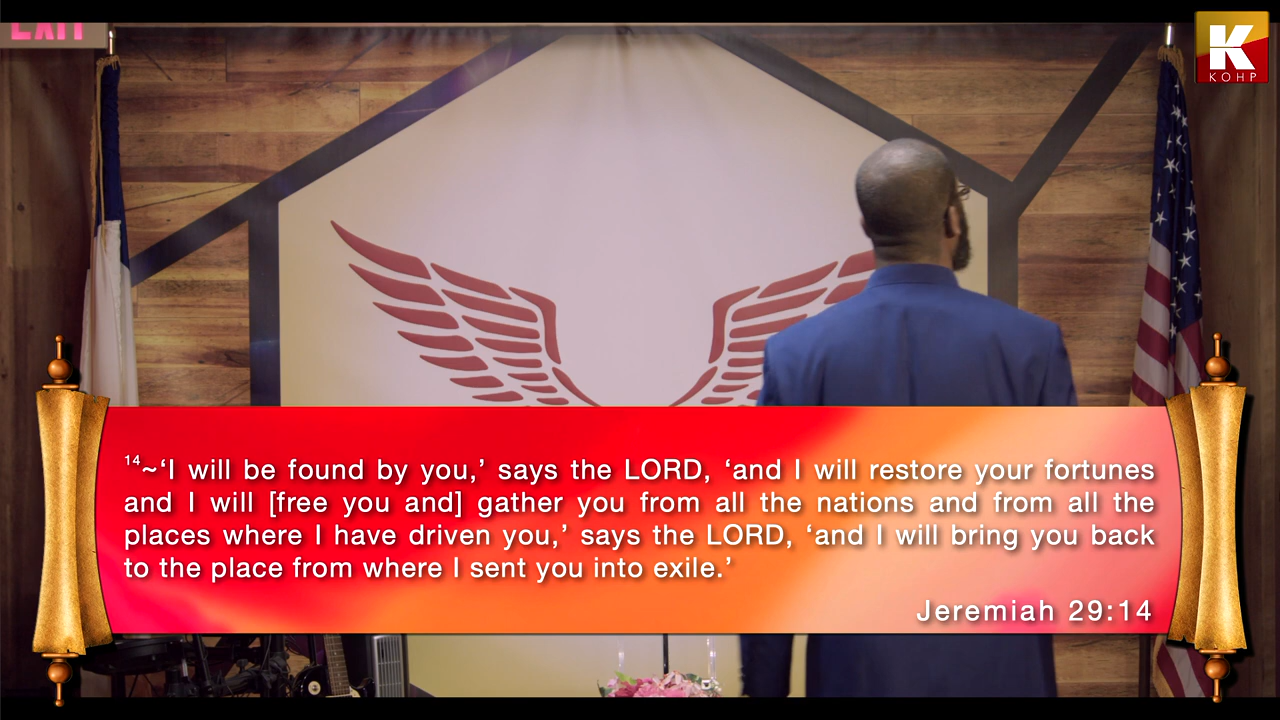 EXIT
K
KOHP
14~‘I will be found by you,’ says the LORD, ‘and I will restore your fortunes
and I will [free you and] gather you from all the nations and from all the
places where I have driven you,’ says the LORD, ‘and I will bring you back
to the place from where I sent you into exile.’
Jeremiah 29:14